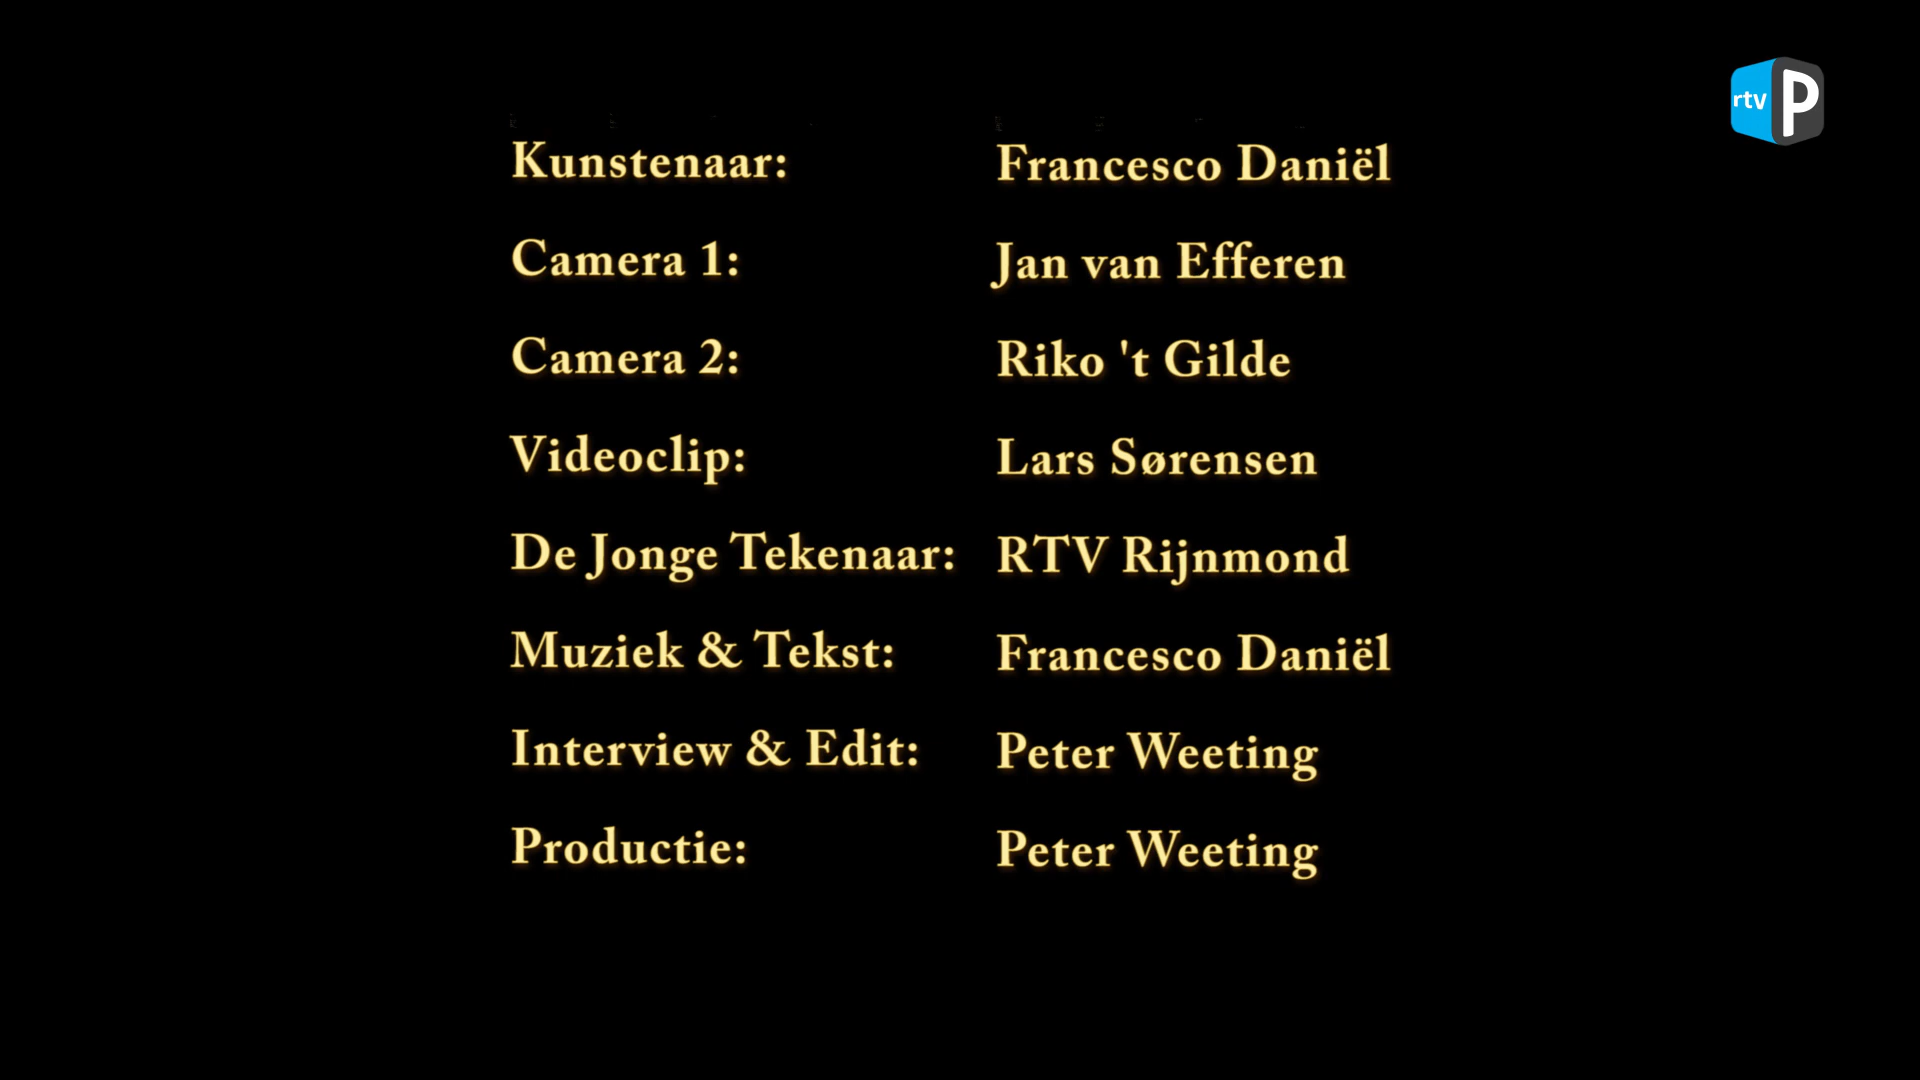 rtv P
Kunstenaar: Francesco Daniël
Camera 1: Jan van Efferen
Camera 2: Riko 't Gilde
Videoclip: Lars Sørensen
De Jonge Tekenaar: RTV Rijnmond
Muziek & Tekst: Francesco Daniël
Interview & Edit: Peter Weeting
Productie: Peter Weeting